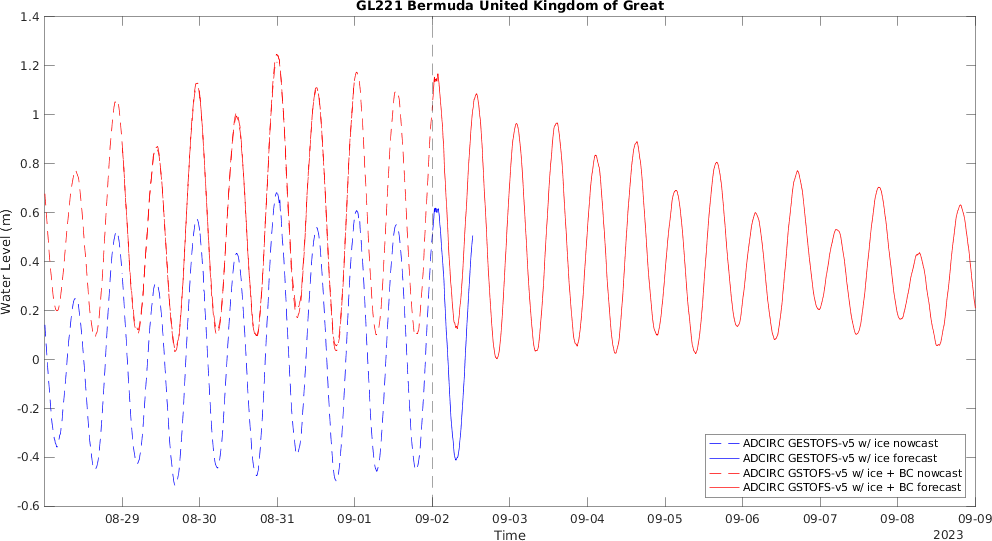 GL221 Bermuda United Kingdom of Great
1.4
1.2
1
0.8
0.6
0.4
0.2
0
-0.2
-0.4
-0.6
Water Level (m)
08-29 08-30 08-31 09-01 09-02 09-03 09-04 09-05 09-06 09-07 09-08 09-09
Time
2023
ADCIRC GESTOFS-v5 w/ ice nowcast
ADCIRC GESTOFS-v5 w/ ice forecast
ADCIRC GSTOFS-v5 w/ ice + BC nowcast
ADCIRC GSTOFS-v5 w/ ice + BC forecast